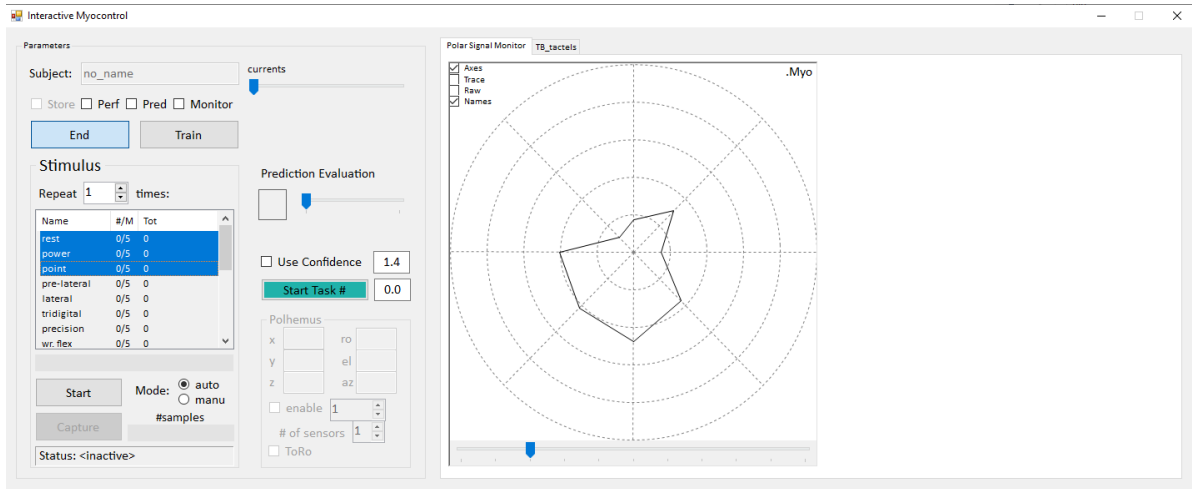 Interactive Myocontrol
Parameters
Subject: no_name
currents
Store Perf Pred Monitor
End Train
Stimulus
Repeat 1 times:
Name #/M Tot
rest 0/5 0
power 0/5 0
point 0/5 0
pre-lateral 0/5 0
lateral 0/5 0
tridigital 0/5 0
precision 0/5 0
wr. flex 0/5 0
Start Mode: auto
manu
Capture #samples
Status: <inactive>
Prediction Evaluation
Use Confidence 1.4
Start Task # 0.0
Polhemus
x ro
y el
z az
enable 1
# of sensors 1
ToRo
Polar Signal Monitor TB_tactels
Axes
Trace
Raw
Names
.Myo